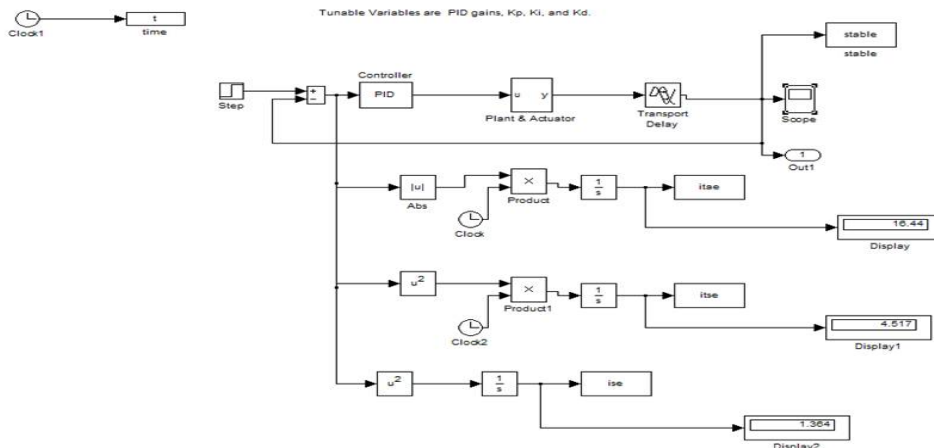 Tunable Variables are PID gains, Kp, Ki, and Kd.
Clock1
t
time
stable
stable
Step
+
−
Controller
PID
u y
Plant & Actuator
Transport
Delay
Scope
1
Out1
|u|
Abs
Clock
×
Product
1
s
itae
16.44
Display
u²
Clock2
×
Product1
1
s
itse
4.517
Display1
u²
1
s
ise
1.364
Display2